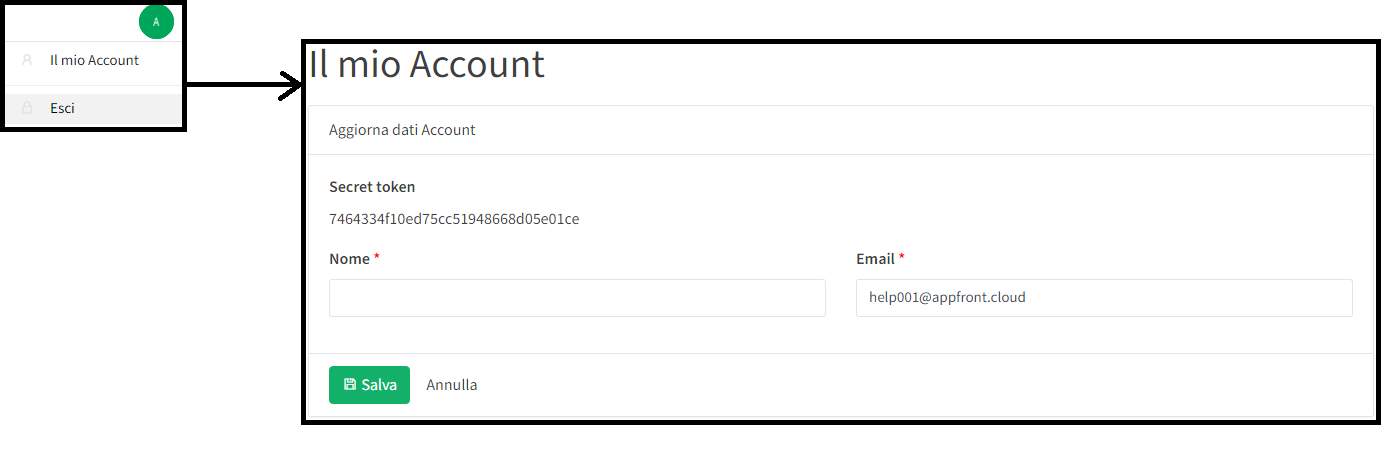 A
Il mio Account
Esci
Il mio Account
Aggiorna dati Account
Secret token
7464334f10ed75cc51948668d05e01ce
Nome * Email *
help001@appfront.cloud
Salva Annulla